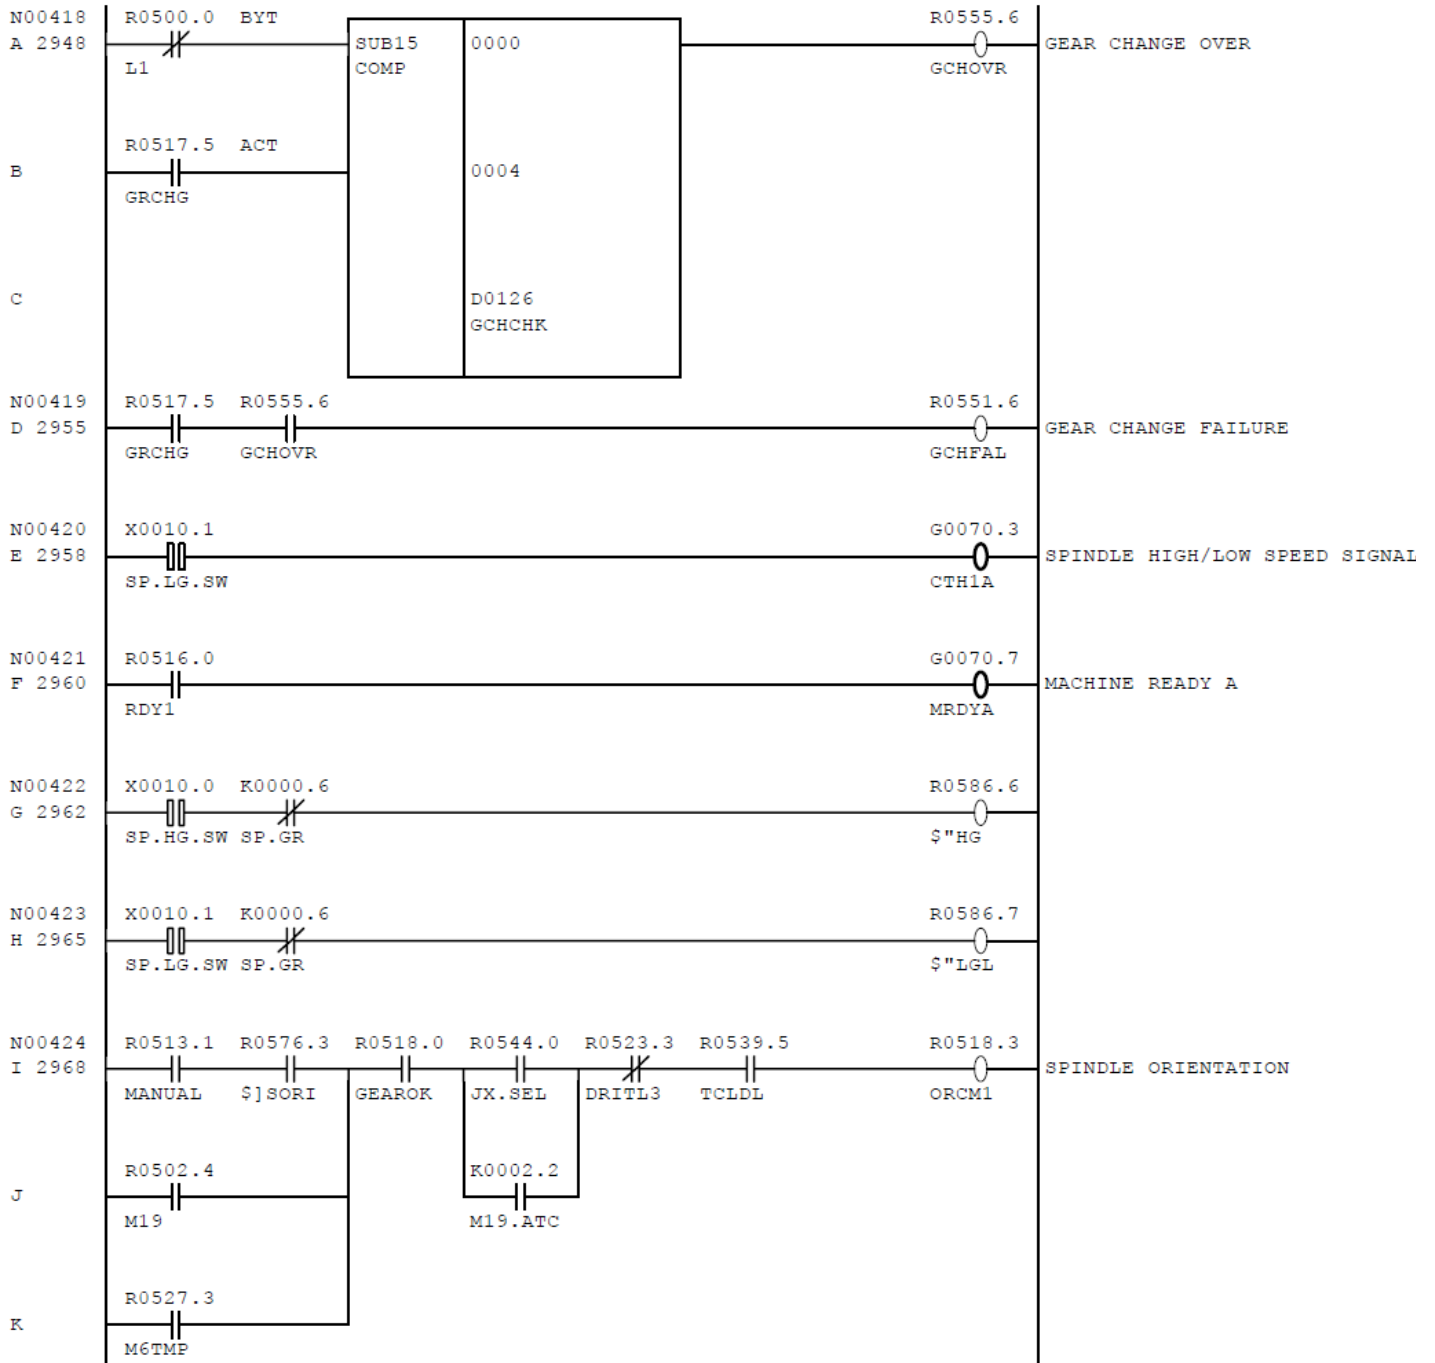 N00418 R0500.0 BYT R0555.6
A 2948 SUB15 0000 GEAR CHANGE OVER
L1 COMP GCHOVR
R0517.5 ACT
B 0004
GRCHG
C D0126
GCHCHK
N00419 R0517.5 R0555.6 R0551.6
D 2955 GEAR CHANGE FAILURE
GRCHG GCHOVR GCHFAL
N00420 X0010.1 G0070.3
E 2958 SPINDLE HIGH/LOW SPEED SIGNAL
SP.LG.SW CTH1A
N00421 R0516.0 G0070.7
F 2960 MACHINE READY A
RDY1 MRDYA
N00422 X0010.0 K0000.6 R0586.6
G 2962
SP.HG.SW SP.GR $"HG
N00423 X0010.1 K0000.6 R0586.7
H 2965
SP.LG.SW SP.GR $"LGL
N00424 R0513.1 R0576.3 R0518.0 R0544.0 R0523.3 R0539.5 R0518.3
I 2968 SPINDLE ORIENTATION
MANUAL $]SORI GEAROK JX.SEL DRITL3 TCLDL ORCM1
R0502.4 K0002.2
J
M19 M19.ATC
R0527.3
K
M6TMP